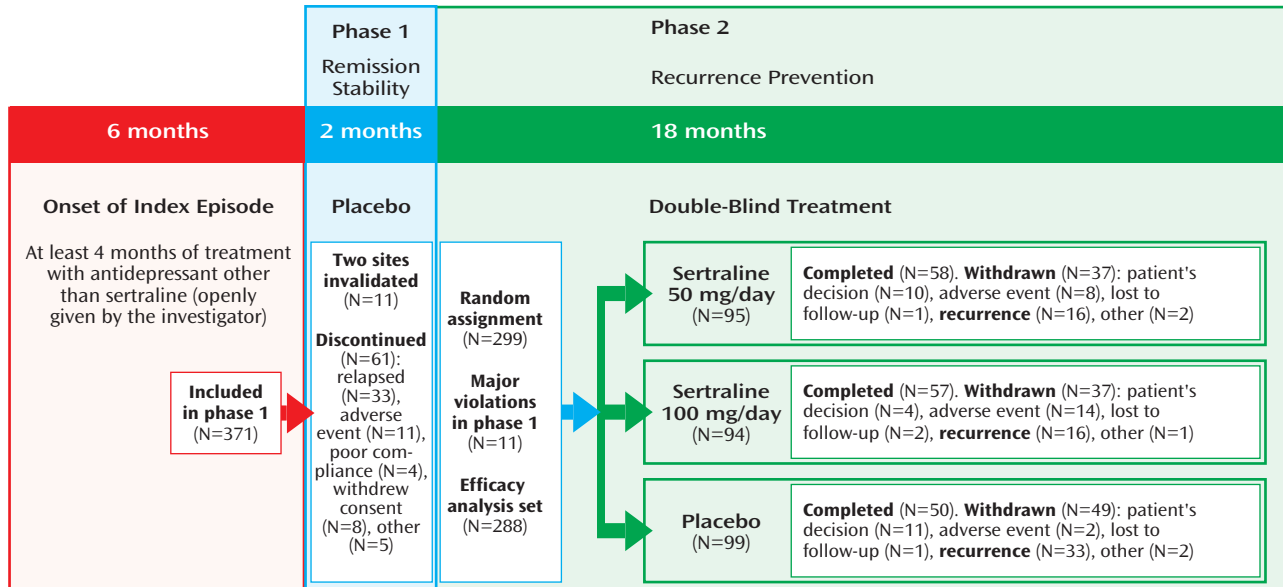 Phase 1
Remission
Stability
Phase 2
Recurrence Prevention
6 months
2 months
18 months
Onset of Index Episode
At least 4 months of treatment
with antidepressant other
than sertraline (openly
given by the investigator)
Included
in phase 1
(N=371)
Placebo
Two sites
invalidated
(N=11)
Discontinued
(N=61):
relapsed
(N=33),
adverse
event (N=11),
poor com-
pliance (N=4),
withdrew
consent
(N=8), other
(N=5)
Random
assignment
(N=299)
Major
violations
in phase 1
(N=11)
Efficacy
analysis set
(N=288)
Double-Blind Treatment
Sertraline
50 mg/day
(N=95)
Completed (N=58). Withdrawn (N=37): patient's
decision (N=10), adverse event (N=8), lost to
follow-up (N=1), recurrence (N=16), other (N=2)
Sertraline
100 mg/day
(N=94)
Completed (N=57). Withdrawn (N=37): patient's
decision (N=4), adverse event (N=14), lost to
follow-up (N=2), recurrence (N=16), other (N=1)
Placebo
(N=99)
Completed (N=50). Withdrawn (N=49): patient's
decision (N=11), adverse event (N=2), lost to
follow-up (N=1), recurrence (N=33), other (N=2)